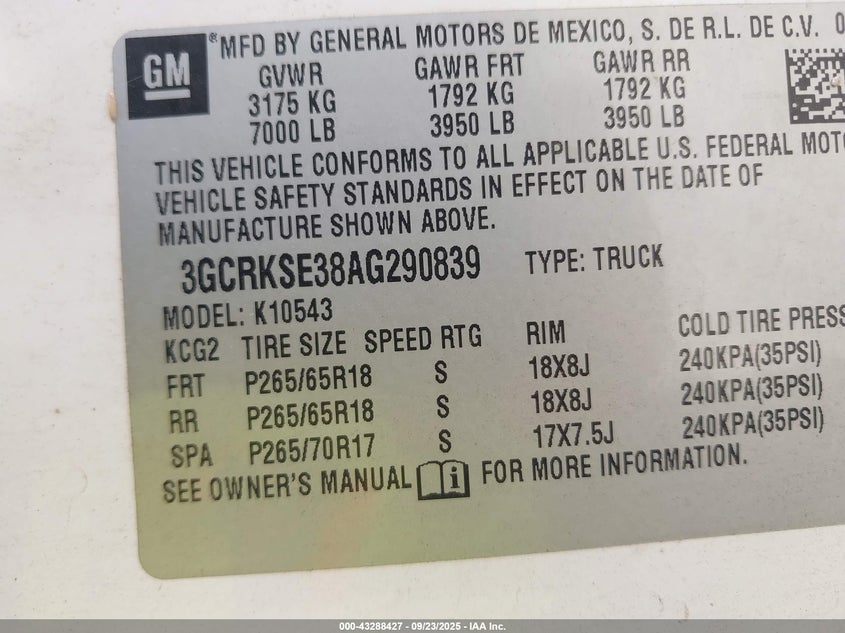 GM
®MFD BY GENERAL MOTORS DE MEXICO, S. DE R.L. DE C.V. 0
GVWR GAWR FRT GAWR RR
3175 KG 1792 KG 1792 KG
7000 LB 3950 LB 3950 LB
THIS VEHICLE CONFORMS TO ALL APPLICABLE U.S. FEDERAL MOTO
VEHICLE SAFETY STANDARDS IN EFFECT ON THE DATE OF
MANUFACTURE SHOWN ABOVE.
3GCRKSE38AG290839 TYPE: TRUCK
MODEL: K10543
KCG2 TIRE SIZE SPEED RTG RIM COLD TIRE PRESS
FRT P265/65R18 S 18X8J 240KPA(35PSI)
RR P265/65R18 S 18X8J 240KPA(35PSI)
SPA P265/70R17 S 17X7.5J 240KPA(35PSI)
SEE OWNER'S MANUAL i FOR MORE INFORMATION.
000-43288427 - 09/23/2025 - IAA Inc.